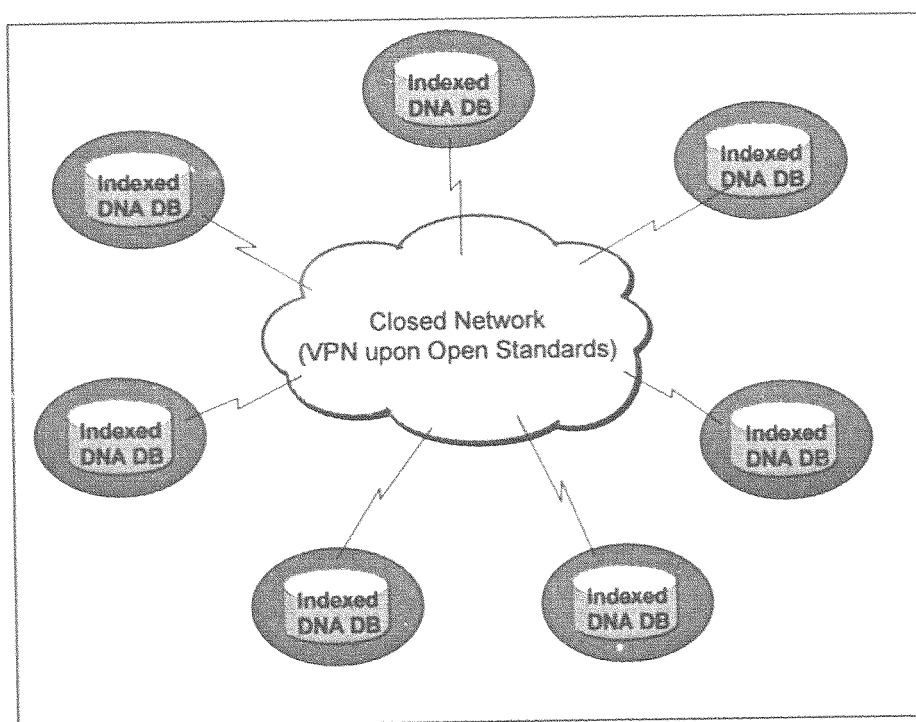 Indexed
DNA DB
Indexed
DNA DB
Indexed
DNA DB
Closed Network
(VPN upon Open Standards)
Indexed
DNA DB
Indexed
DNA DB
Indexed
DNA DB
Indexed
DNA DB